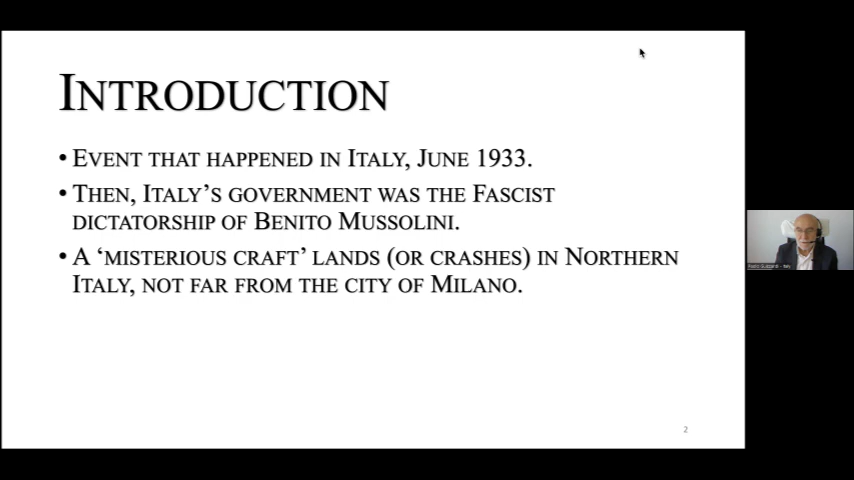 INTRODUCTION
• EVENT THAT HAPPENED IN ITALY, JUNE 1933.
• THEN, ITALY'S GOVERNMENT WAS THE FASCIST
DICTATORSHIP OF BENITO MUSSOLINI.
• A ‘MISTERIOUS CRAFT’ LANDS (OR CRASHES) IN NORTHERN
ITALY, NOT FAR FROM THE CITY OF MILANO.
2